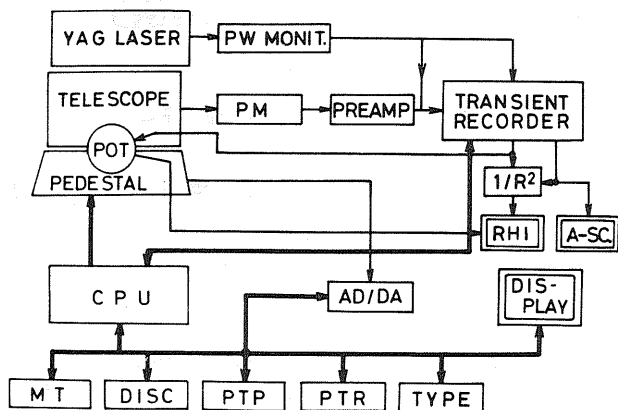 YAG LASER
PW MONIT.
TELESCOPE
PM
PREAMP
TRANSIENT
RECORDER
POT
PEDESTAL
1/R²
RHI
A-SC.
CPU
AD/DA
DIS-
PLAY
MT
DISC
PTP
PTR
TYPE